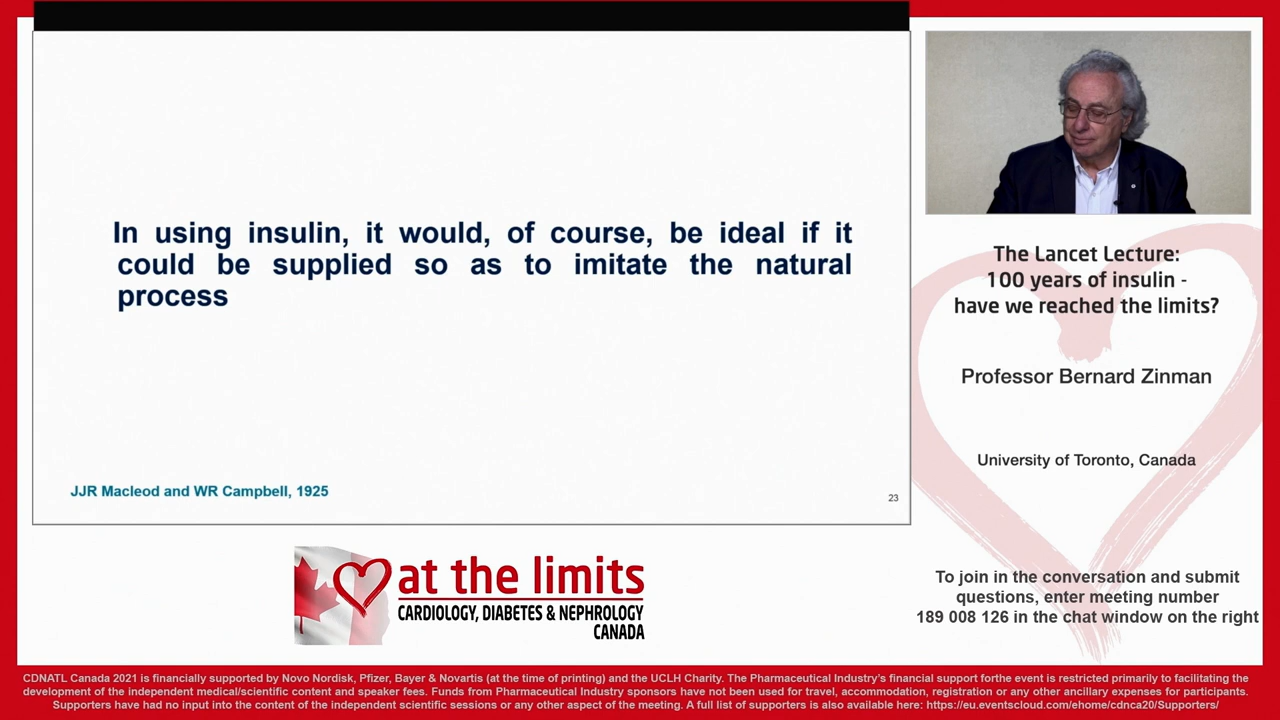 In using insulin, it would, of course, be ideal if it
could be supplied so as to imitate the natural
process
JJR Macleod and WR Campbell, 1925
23
The Lancet Lecture:
100 years of insulin -
have we reached the limits?
Professor Bernard Zinman
University of Toronto, Canada
To join in the conversation and submit
questions, enter meeting number
189 008 126 in the chat window on the right
at the limits
CARDIOLOGY, DIABETES & NEPHROLOGY
CANADA
CDNATL Canada 2021 is financially supported by Novo Nordisk, Pfizer, Bayer & Novartis (at the time of printing) and the UCLH Charity. The Pharmaceutical Industry's financial support forthe event is restricted primarily to facilitating the
development of the independent medical/scientific content and speaker fees. Funds from Pharmaceutical Industry sponsors have not been used for travel, accommodation, registration or any other ancillary expenses for participants.
Supporters have had no input into the content of the independent scientific sessions or any other aspect of the meeting. A full list of supporters is also available here: https://eu.eventscloud.com/ehome/cdnca20/Supporters/